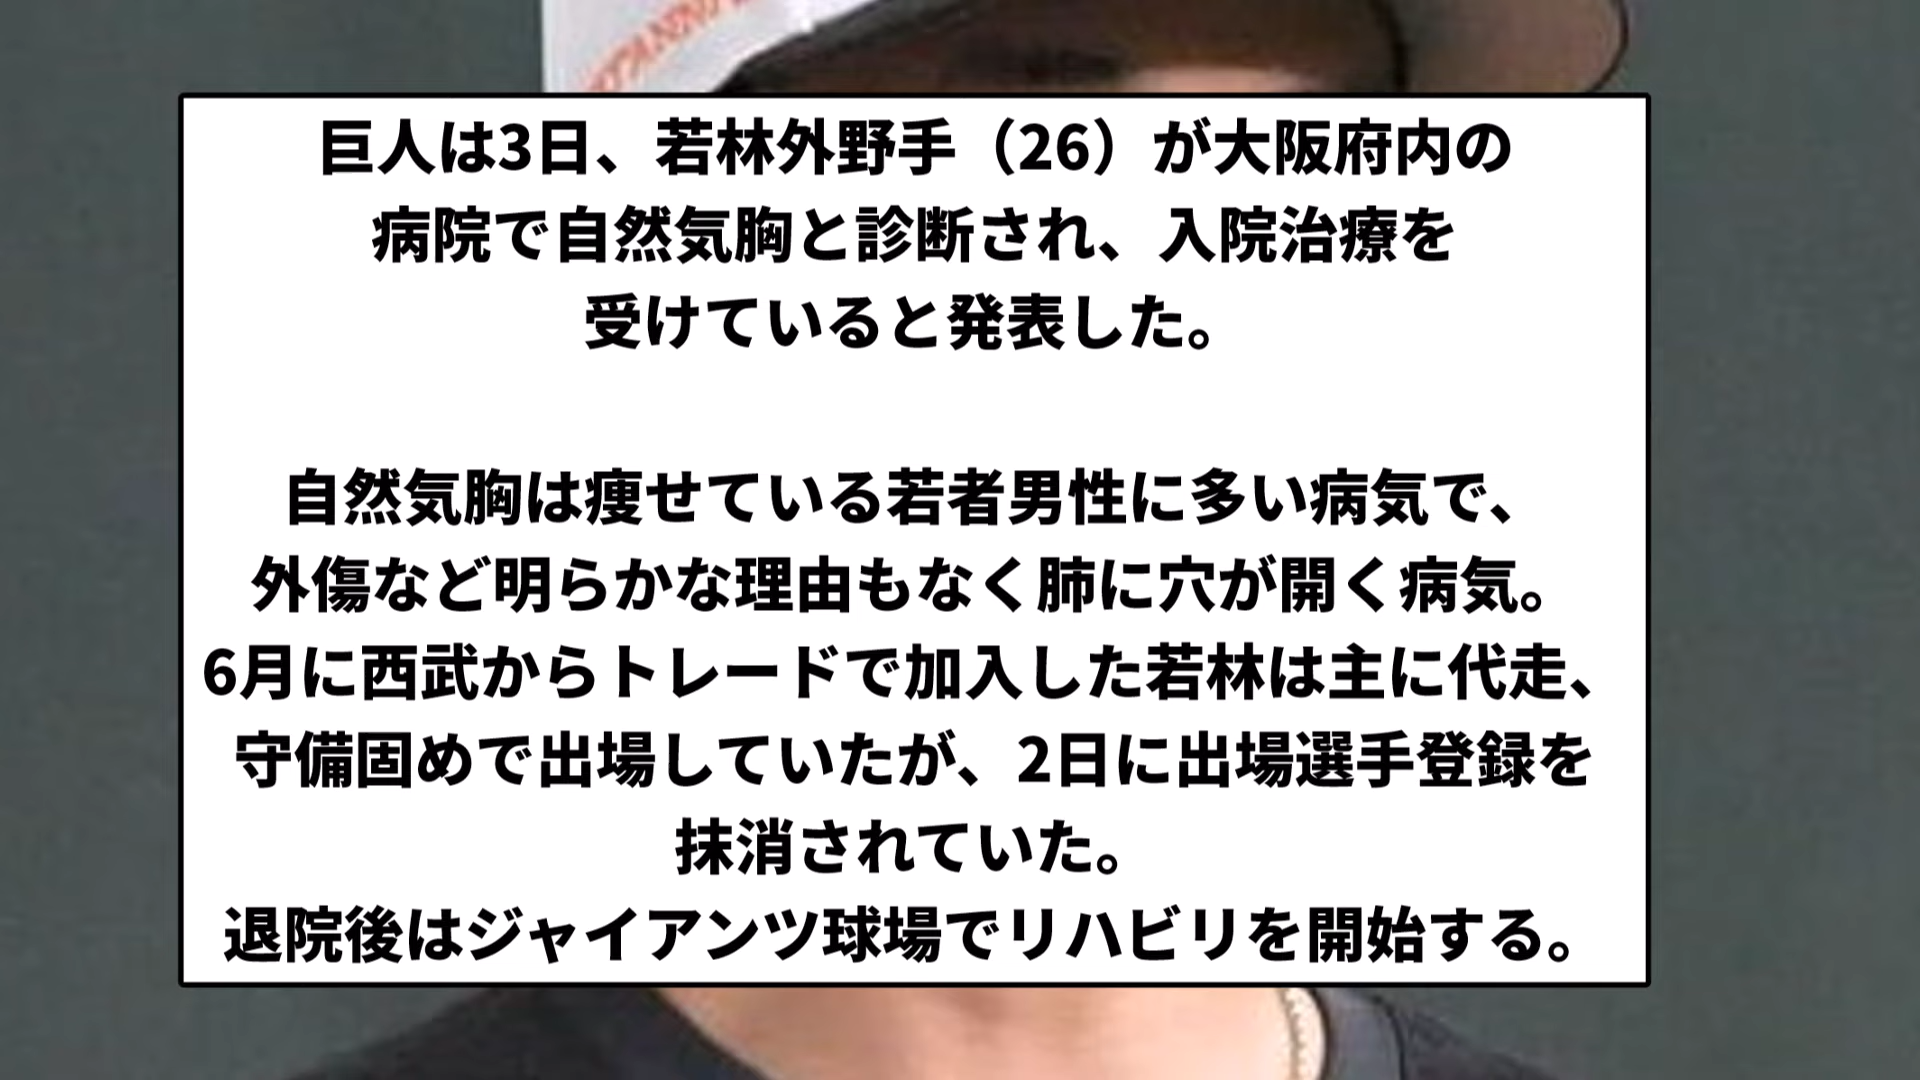 巨人は3日、若林外野手（26）が大阪府内の
病院で自然気胸と診断され、入院治療を
受けていると発表した。
自然気胸は痩せている若者男性に多い病気で、
外傷など明らかな理由もなく肺に穴が開く病気。
6月に西武からトレードで加入した若林は主に代走、
守備固めで出場していたが、2日に出場選手登録を
抹消されていた。
退院後はジャイアンツ球場でリハビリを開始する。